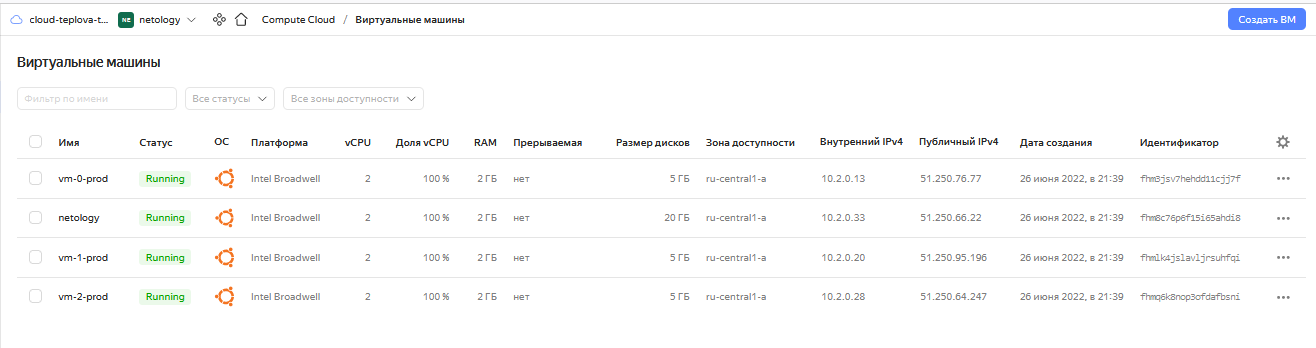 cloud-teplova-t... NE netology Compute Cloud / Виртуальные машины Создать ВМ
Виртуальные машины
Фильтр по имени Все статусы Все зоны доступности
Имя Статус ОС Платформа vCPU Доля vCPU RAM Прерываемая Размер дисков Зона доступности Внутренний IPv4 Публичный IPv4 Дата создания Идентификатор
vm-0-prod Running Intel Broadwell 2 100 % 2 ГБ нет 5 ГБ ru-central1-a 10.2.0.13 51.250.76.77 26 июня 2022, в 21:39 fhm3jsv7hehdd11cjj7f
netology Running Intel Broadwell 2 100 % 2 ГБ нет 20 ГБ ru-central1-a 10.2.0.33 51.250.66.22 26 июня 2022, в 21:39 fhm8c76p6f15i65ahdi8
vm-1-prod Running Intel Broadwell 2 100 % 2 ГБ нет 5 ГБ ru-central1-a 10.2.0.20 51.250.95.196 26 июня 2022, в 21:39 fhmlk4jslavljrsuhfqi
vm-2-prod Running Intel Broadwell 2 100 % 2 ГБ нет 5 ГБ ru-central1-a 10.2.0.28 51.250.64.247 26 июня 2022, в 21:39 fhmq6k8nop3ofdafbsni